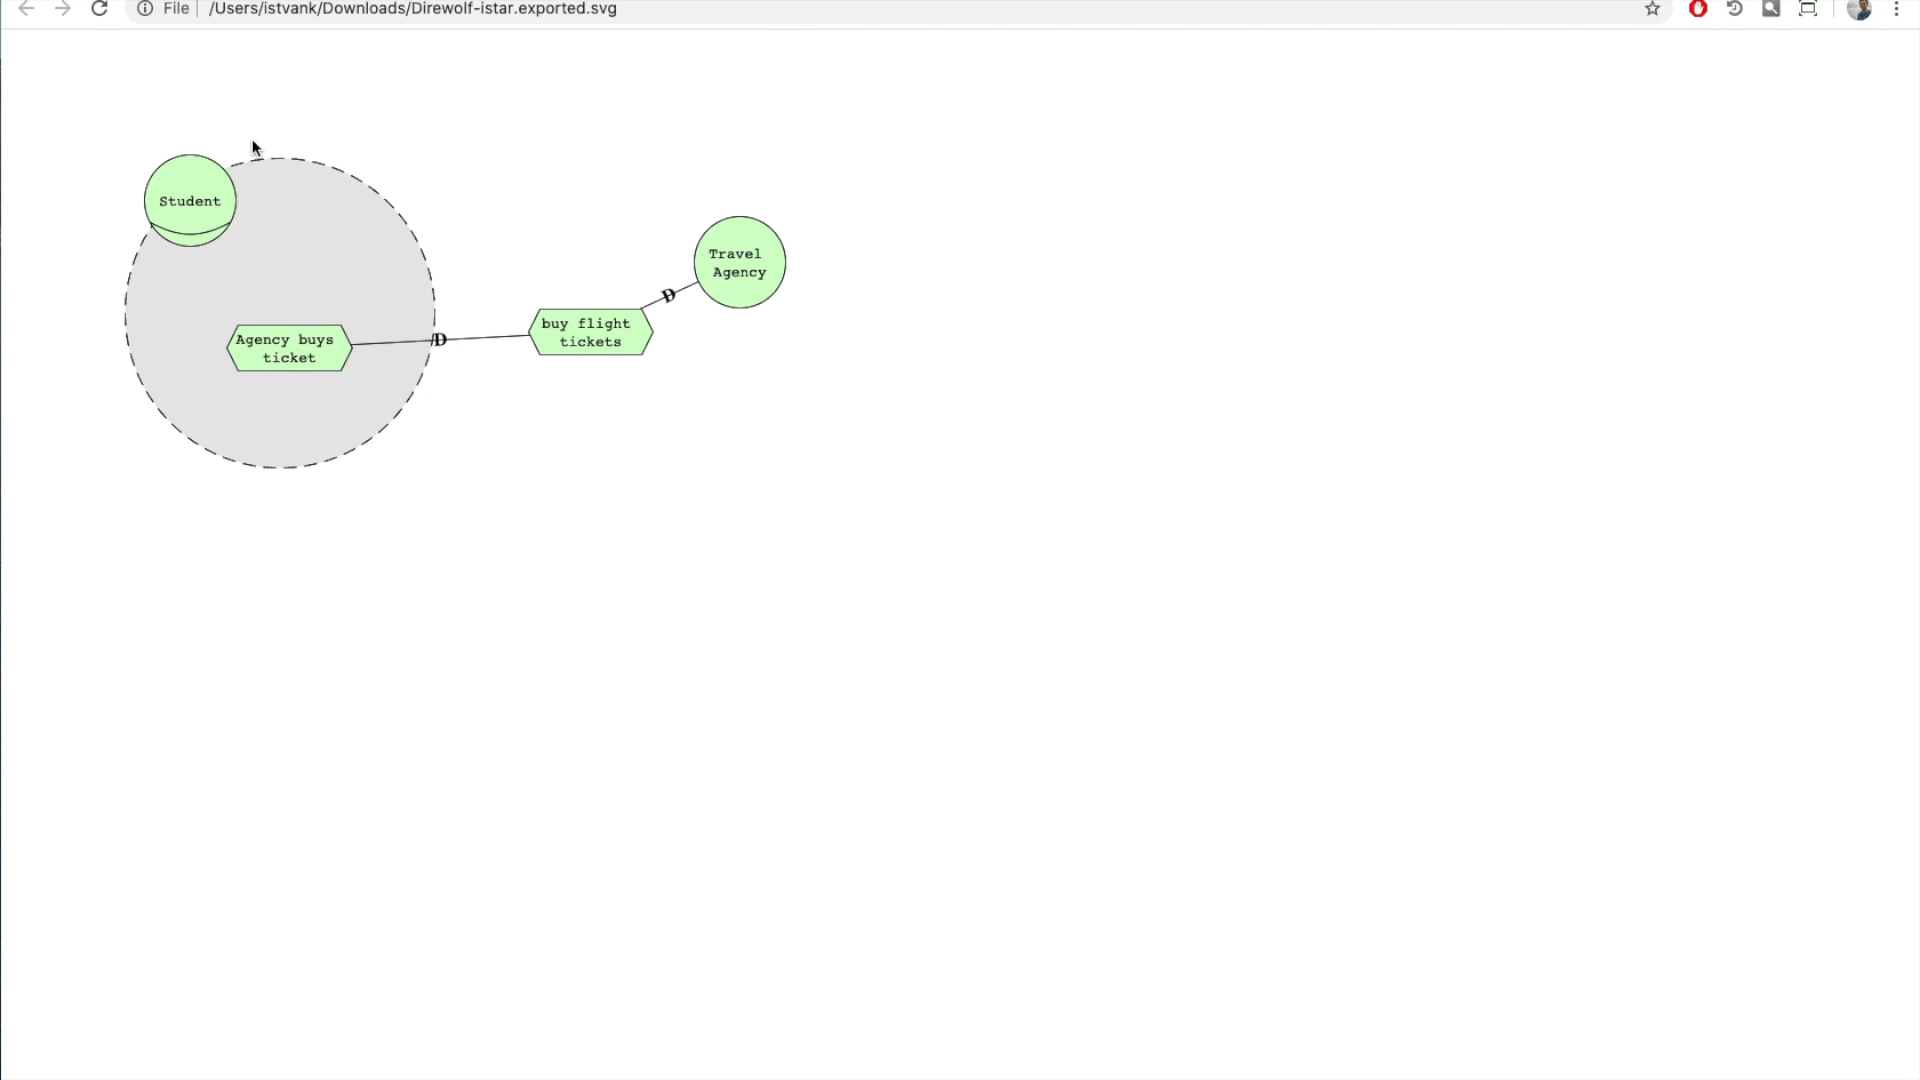 File
/Users/istvank/Downloads/Direwolf-istar.exported.svg
Student
Travel
Agency
D
buy flight
tickets
D
Agency buys
ticket